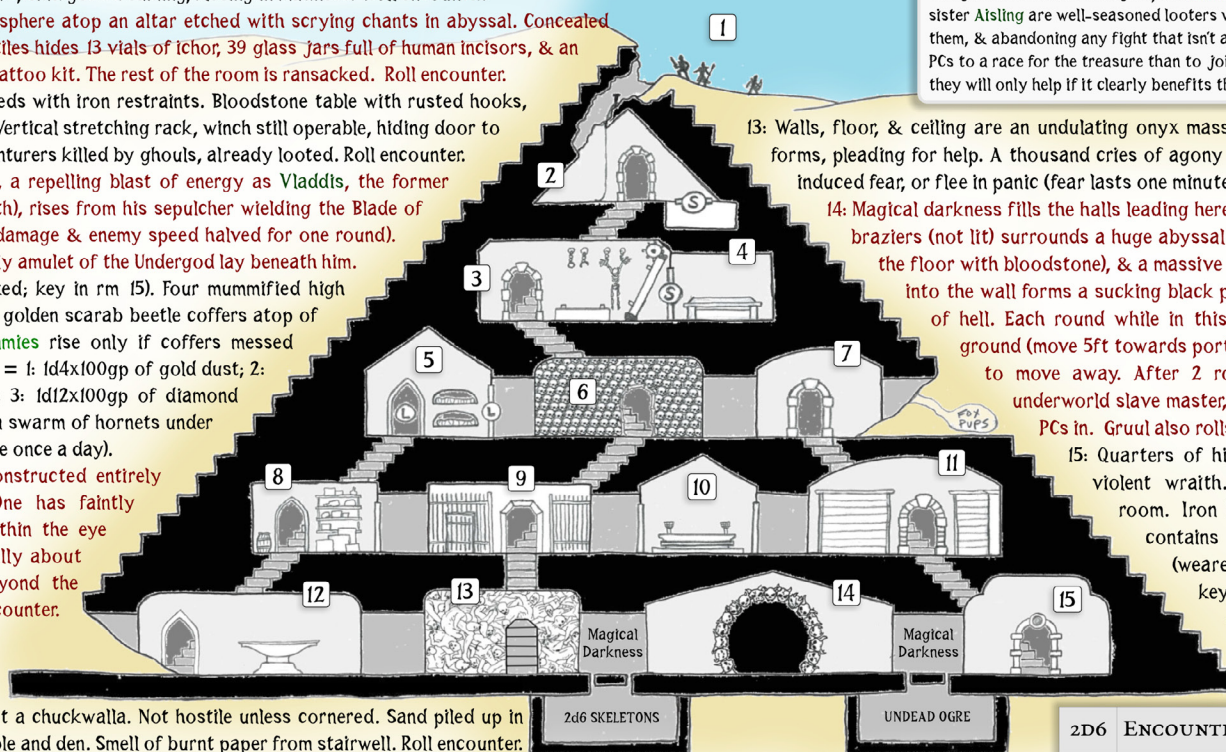 sphere atop an altar etched with scrying chants in abyssal. Concealed
tiles hides 13 vials of ichor, 39 glass jars full of human incisors, & an
attoo kit. The rest of the room is ransacked. Roll encounter.
eds with iron restraints. Bloodstone table with rusted hooks,
Vertical stretching rack, winch still operable, hiding door to
nturers killed by ghouls, already looted. Roll encounter.
, a repelling blast of energy as Vladdis, the former
th), rises from his sepulcher wielding the Blade of
damage & enemy speed halved for one round).
y amulet of the Undergod lay beneath him.
ked; key in rm 15). Four mummified high
golden scarab beetle coffers atop of
mies rise only if coffers messed
= 1: 1d4x100gp of gold dust; 2:
3: 1d12x100gp of diamond
a swarm of hornets under
e once a day).
onstructed entirely
One has faintly
thin the eye
lly about
yond the
counter.
t a chuckwalla. Not hostile unless cornered. Sand piled up in
ole and den. Smell of burnt paper from stairwell. Roll encounter.
1
2
S
3
4
S
5
L
L
6
7
FOX
PUPS
8
9
10
11
12
13
Magical
Darkness
14
Magical
Darkness
15
2d6 SKELETONS
UNDEAD OGRE
sister Aisling are well-seasoned looters
them, & abandoning any fight that isn't a
PCs to a race for the treasure than to joi
they will only help if it clearly benefits th
13: Walls, floor, & ceiling are an undulating onyx mass
forms, pleading for help. A thousand cries of agony
induced fear, or flee in panic (fear lasts one minute
14: Magical darkness fills the halls leading here
braziers (not lit) surrounds a huge abyssal
the floor with bloodstone), & a massive
into the wall forms a sucking black p
of hell. Each round while in this
ground (move 5ft towards port
to move away. After 2 ro
underworld slave master,
PCs in. Gruul also rolls
15: Quarters of hi
violent wraith.
room. Iron
contains
(weare
key
2D6 ENCOUNT